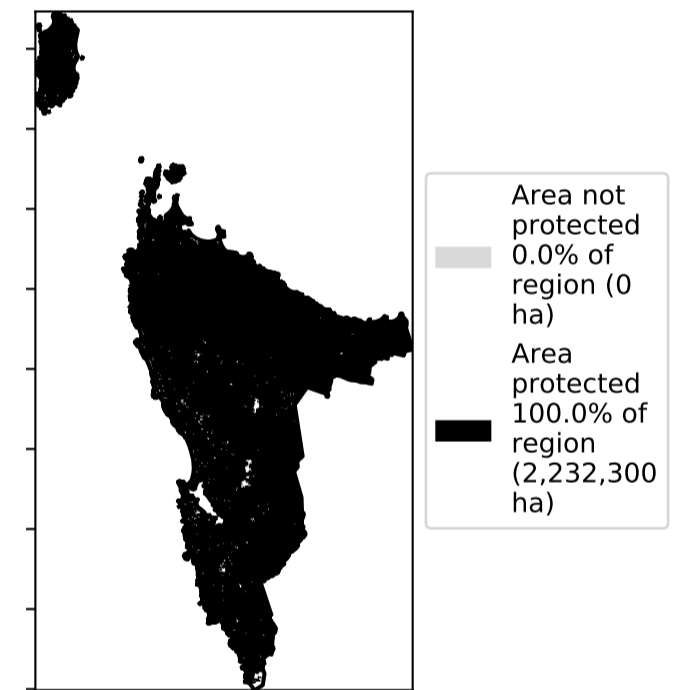 Area not
protected
0.0% of
region (0
ha)
Area
protected
100.0% of
region
(2,232,300
ha)